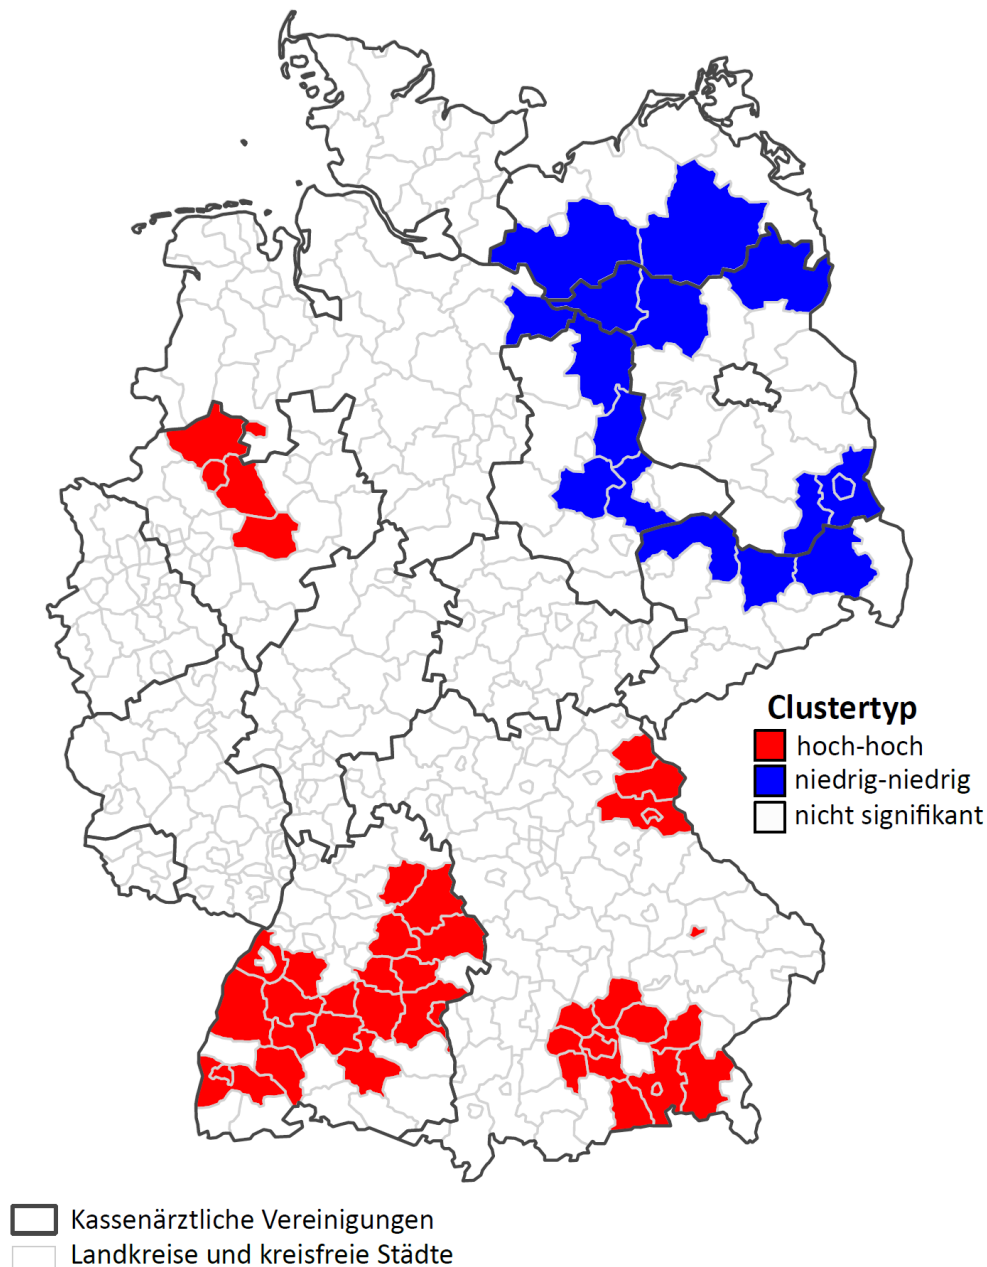 Clustertyp
hoch-hoch
niedrig-niedrig
nicht signifikant
Kassenärztliche Vereinigungen
Landkreise und kreisfreie Städte